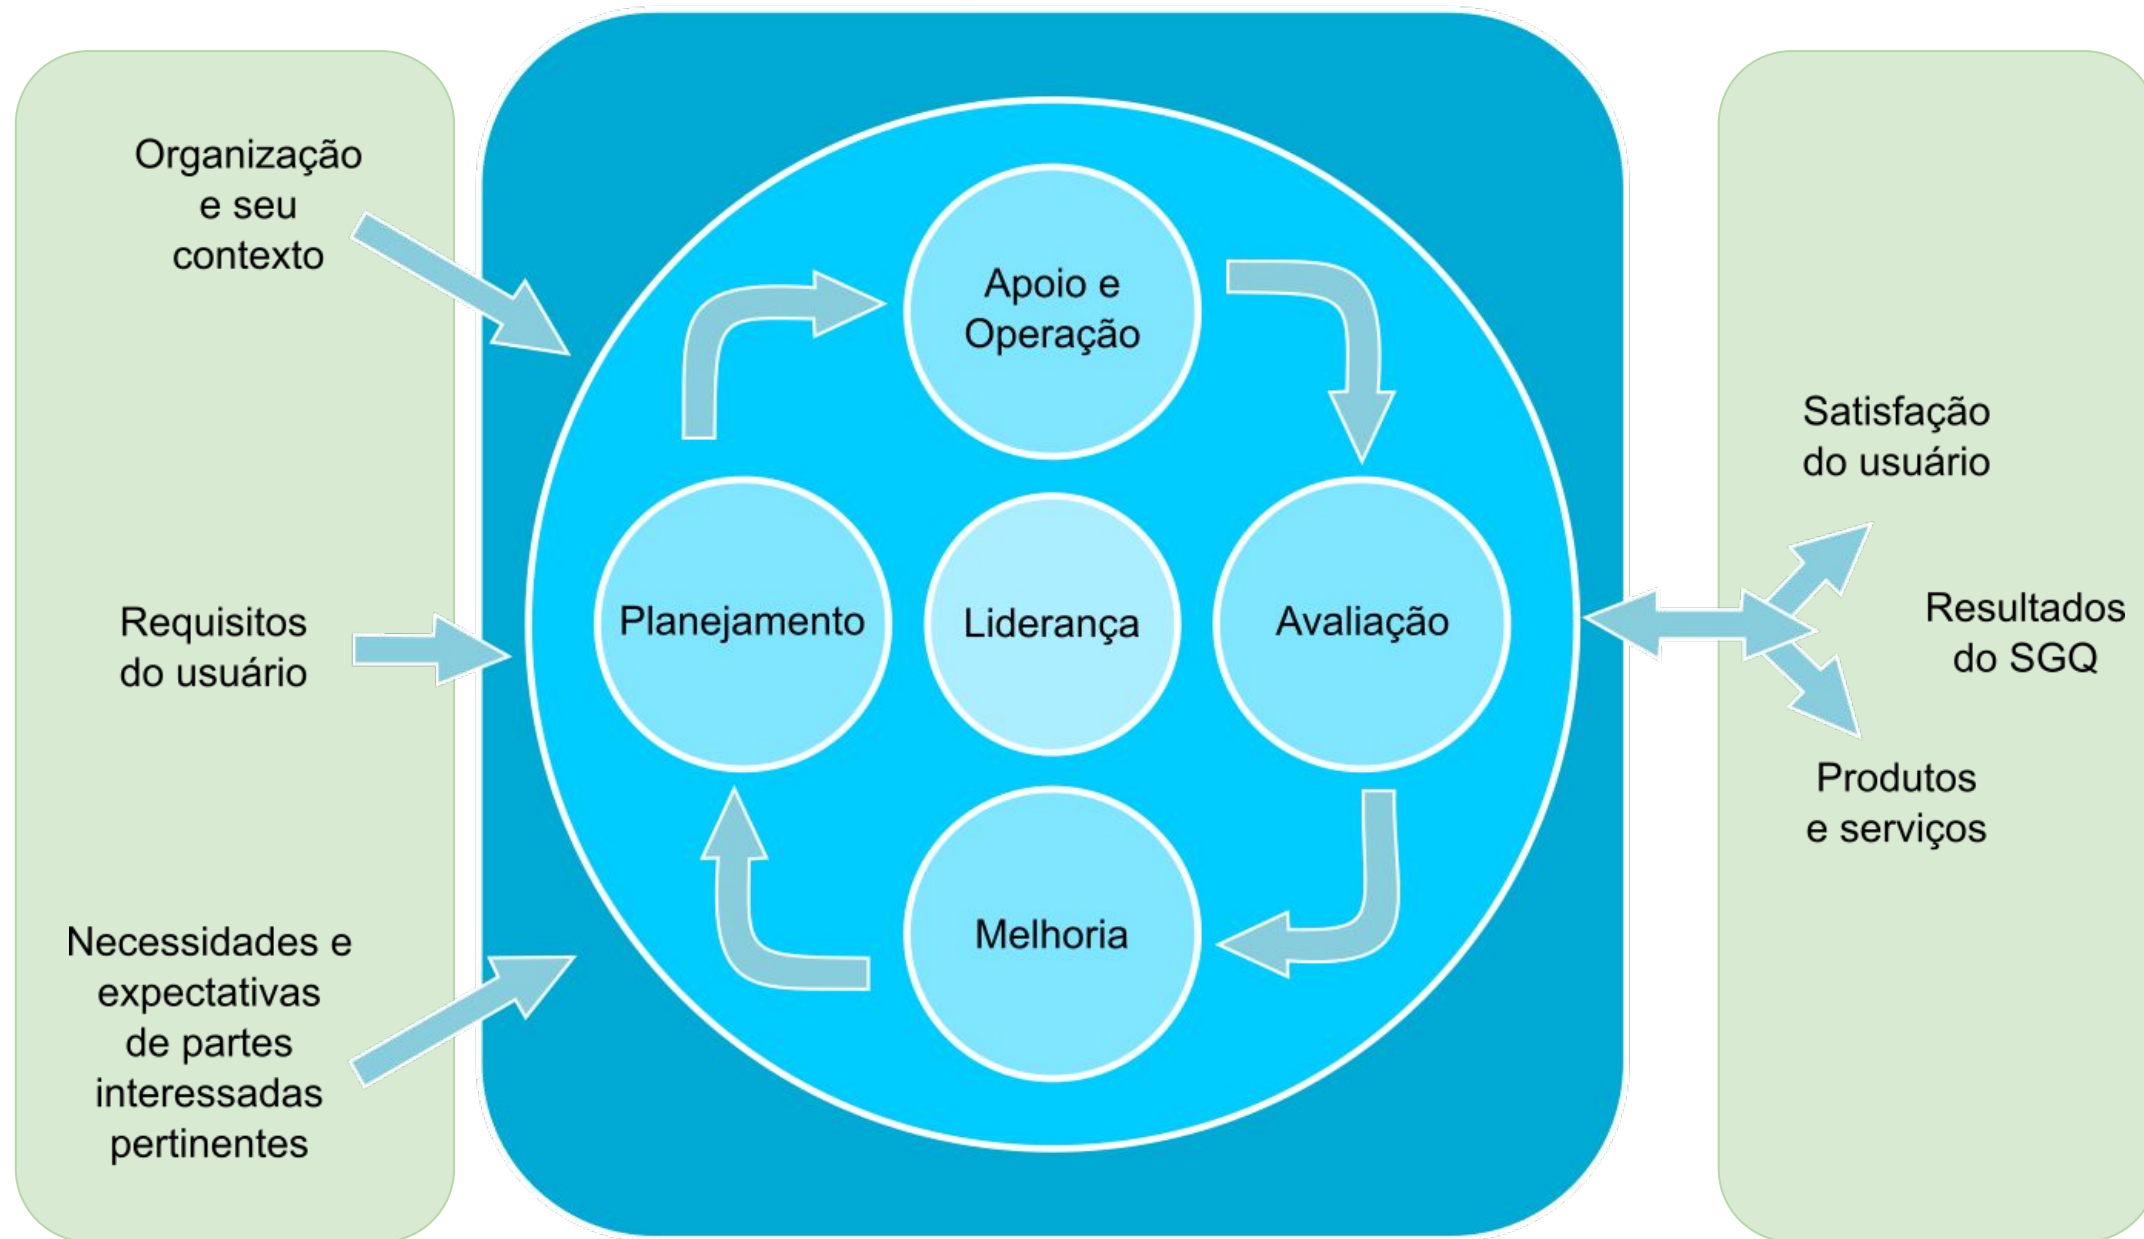 Organização
e seu
contexto
Requisitos
do usuário
Necessidades e
expectativas
de partes
interessadas
pertinentes
Apoio e
Operação
Planejamento
Liderança
Avaliação
Melhoria
Satisfação
do usuário
Resultados
do SGQ
Produtos
e serviços